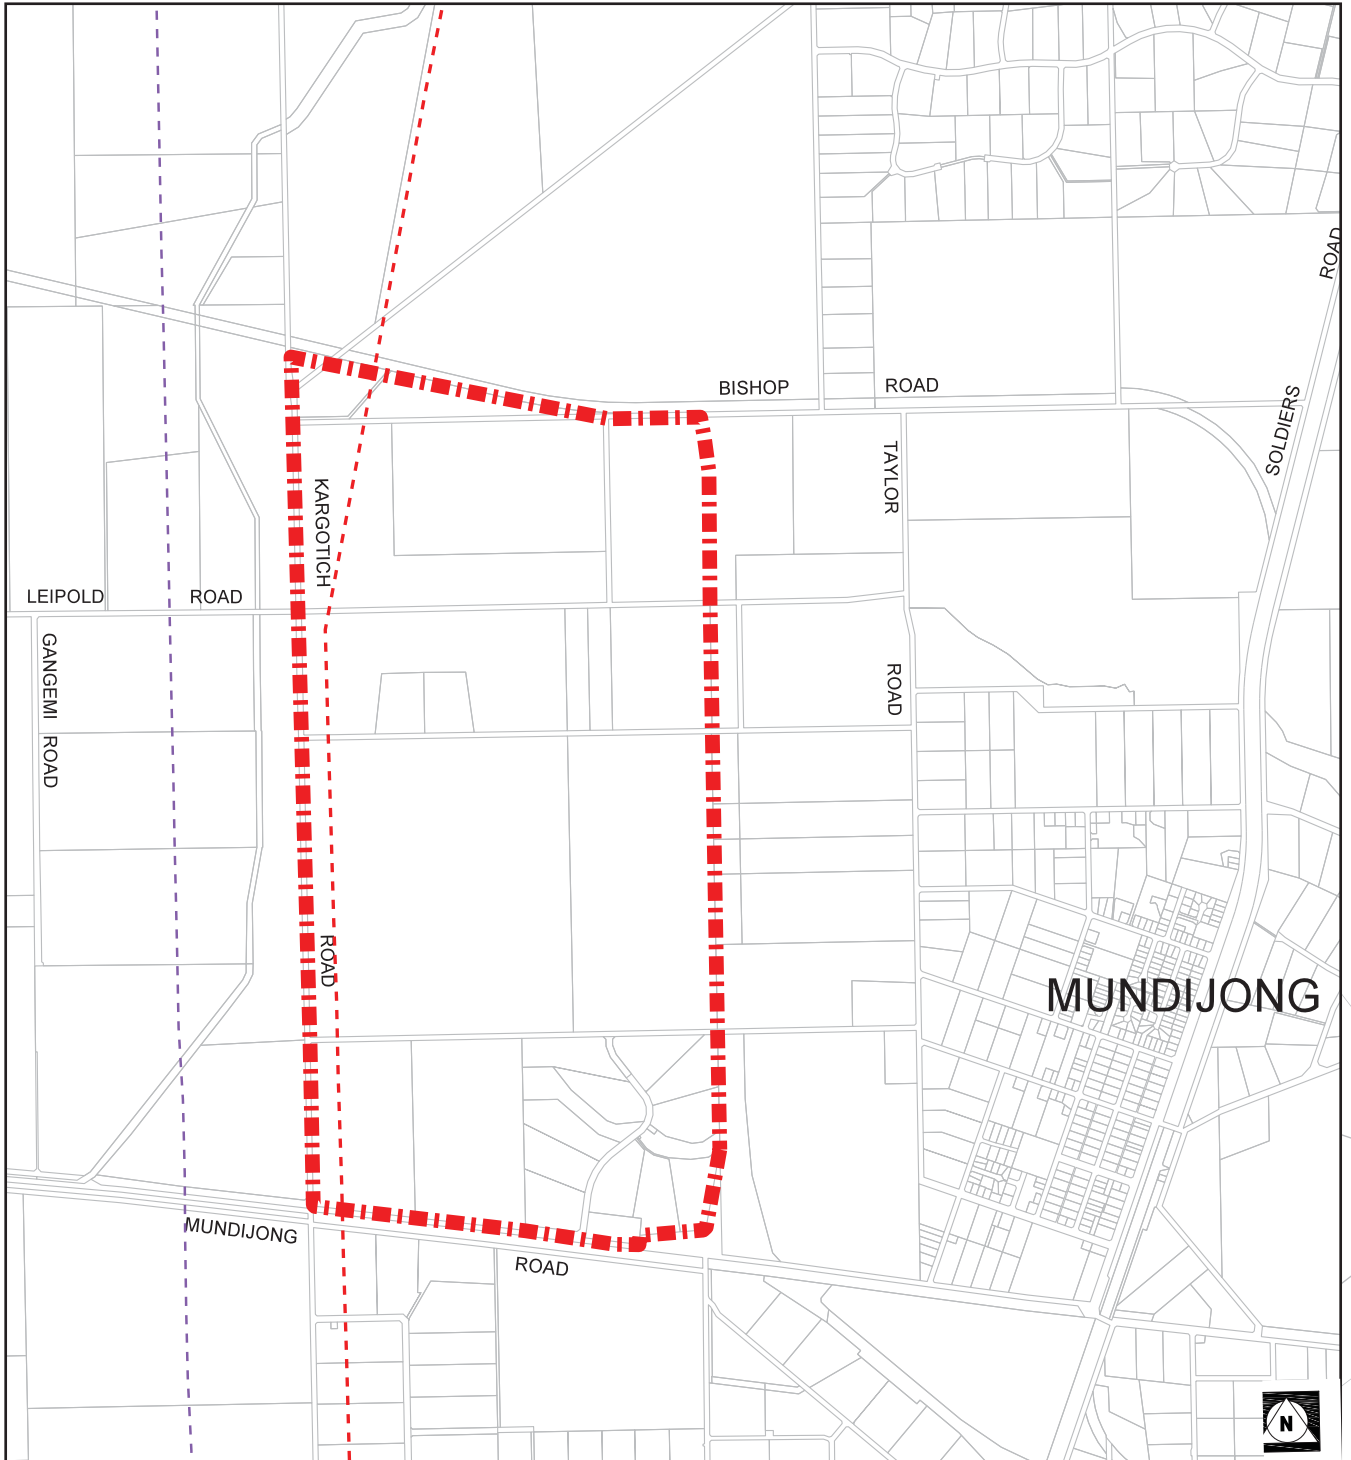 ROAD
BISHOP
ROAD
SOLDIERS
TAYLOR
KARGOTICH
LEIPOLD
ROAD
GANGEMI
ROAD
ROAD
ROAD
MUNDIJONG
MUNDIJONG
ROAD
N